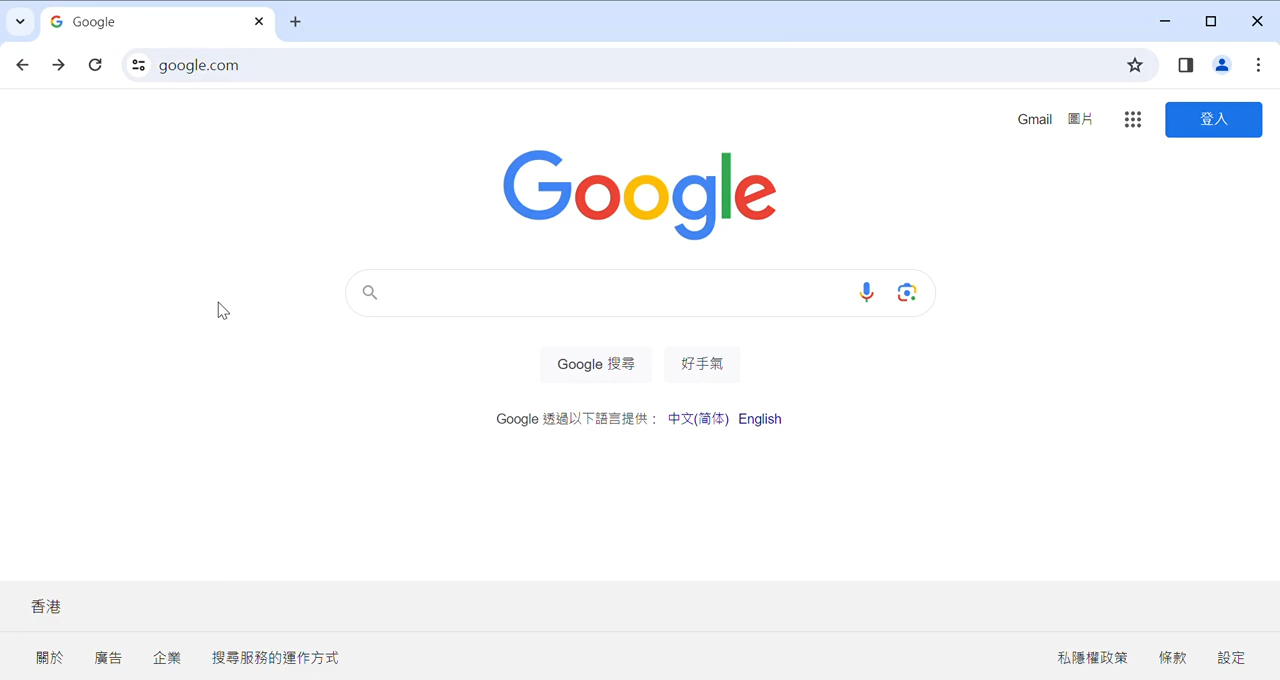 Google
google.com
Gmail 圖片 登入
Google
Google 搜尋 好手氣
Google 透過以下語言提供： 中文(简体) English
香港
關於 廣告 企業 搜尋服務的運作方式 私隱權政策 條款 設定